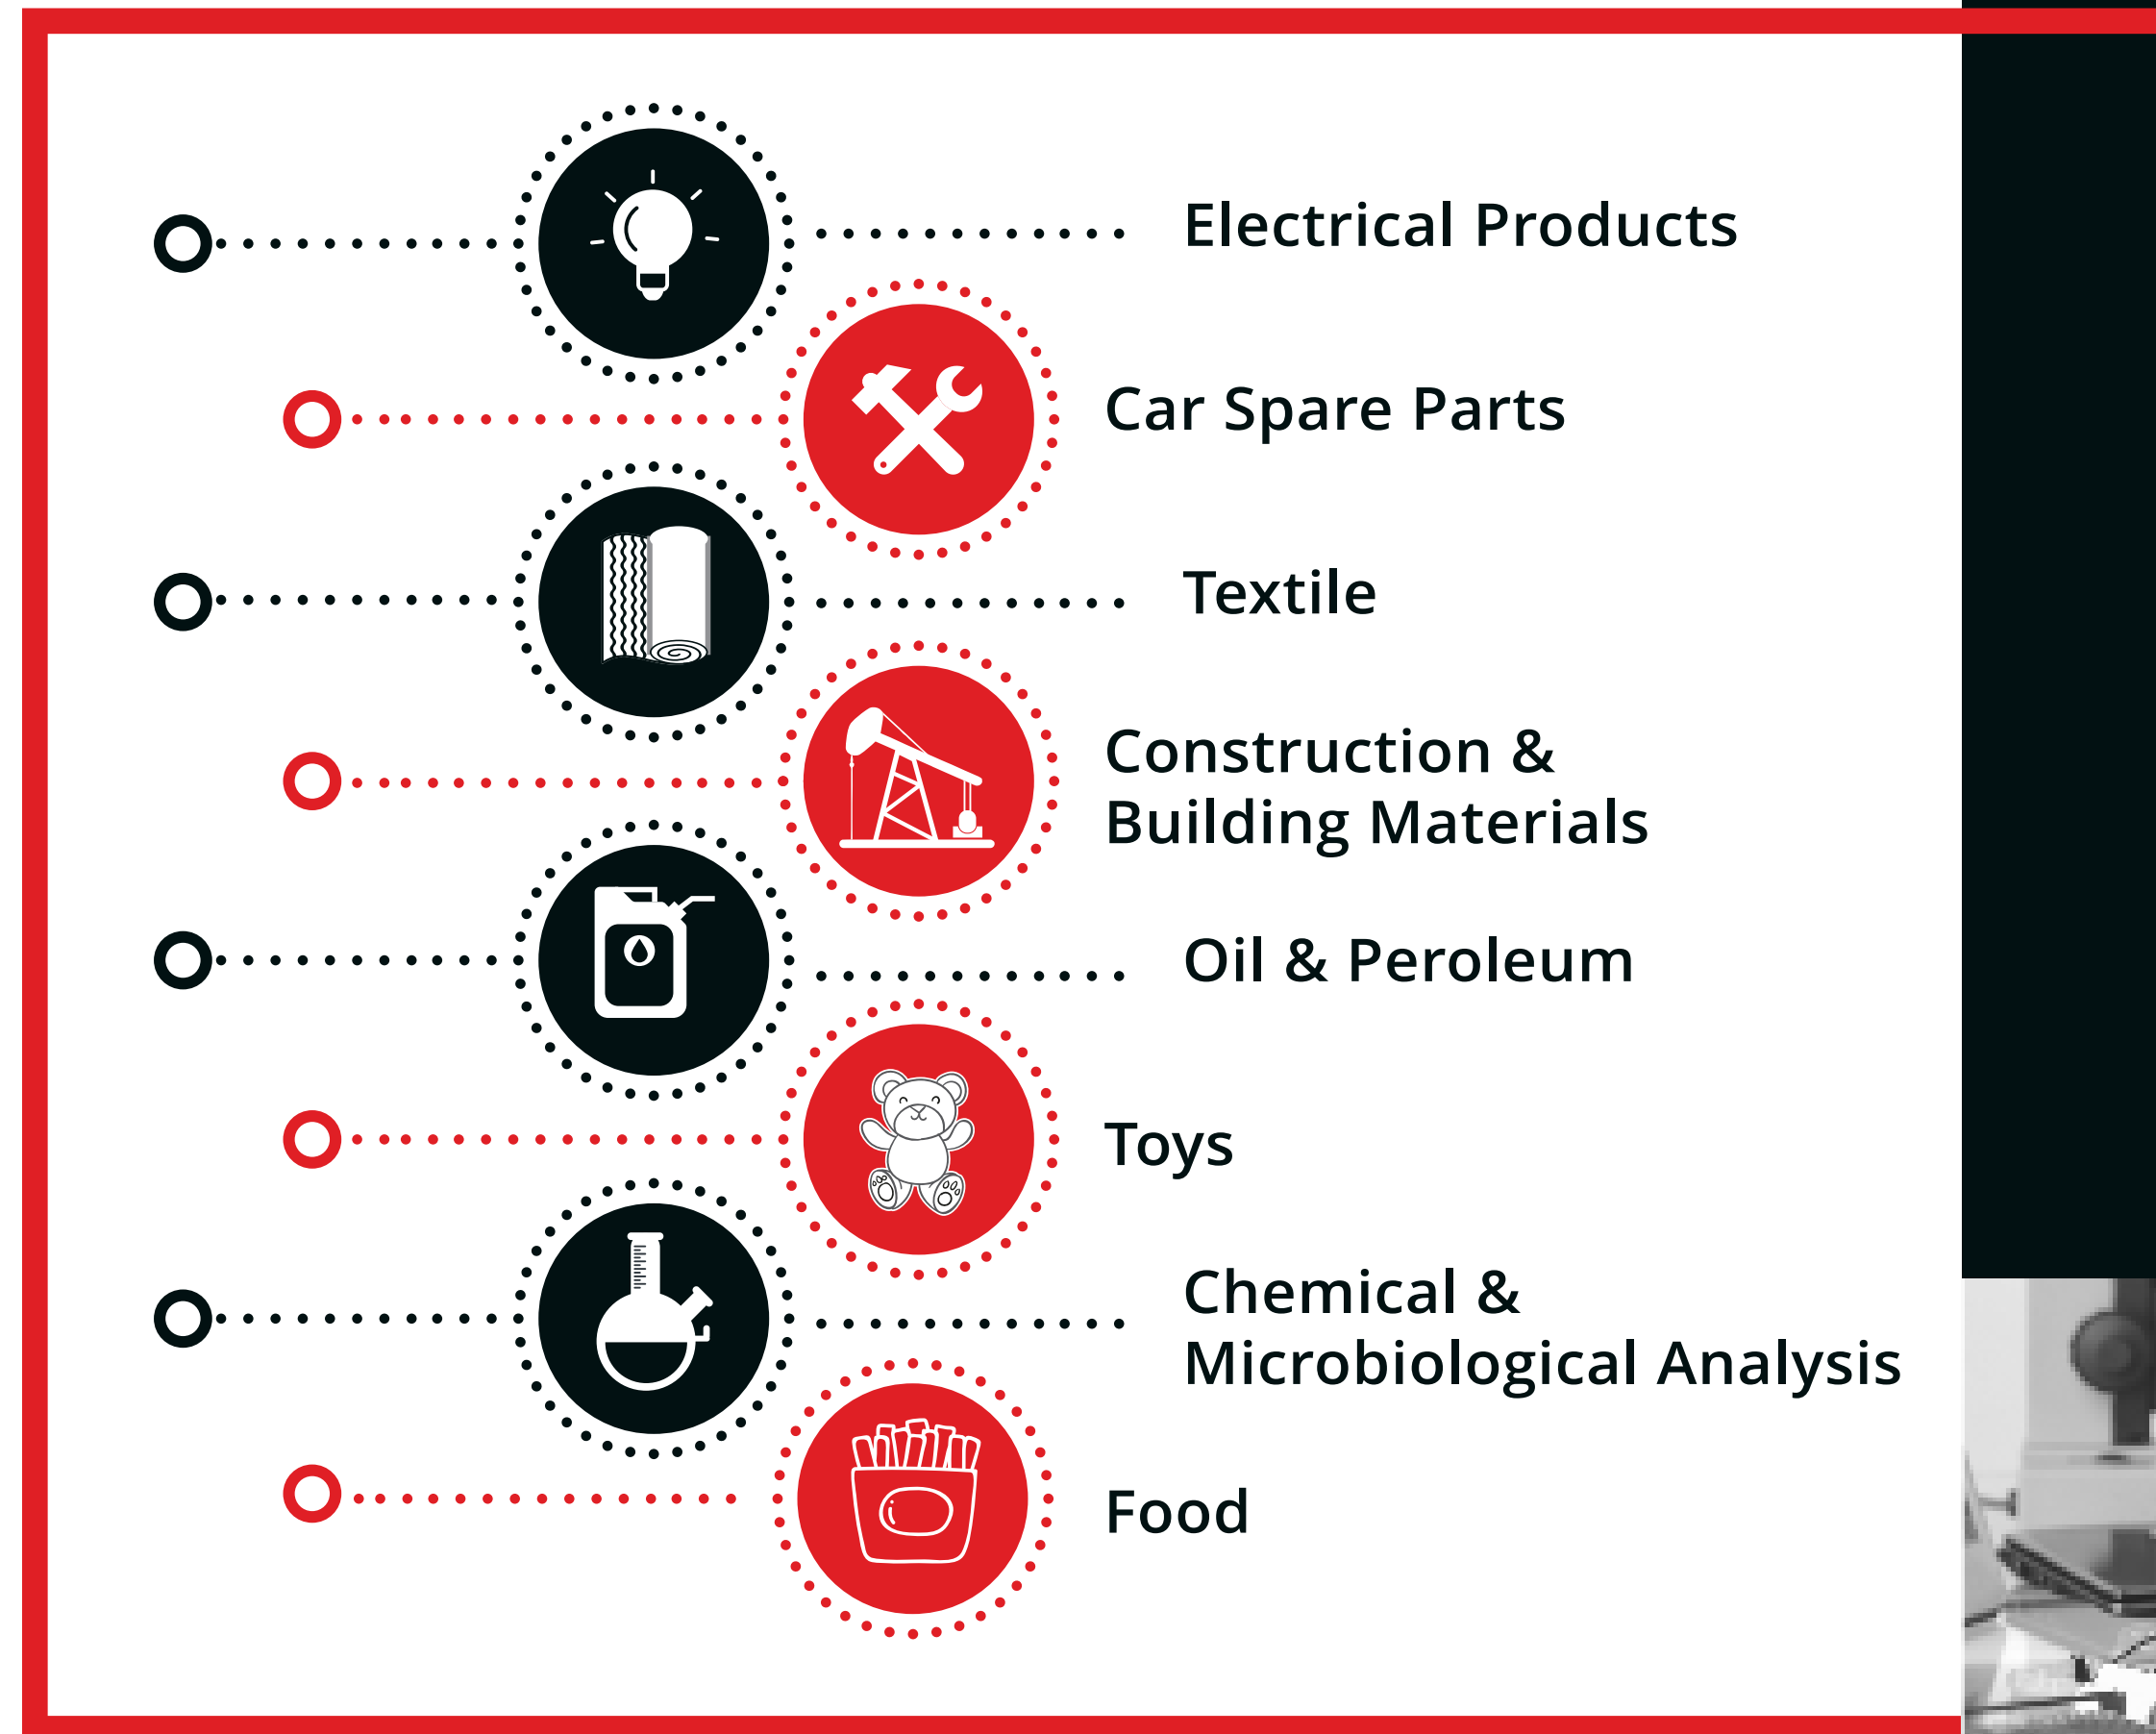 Electrical Products
Car Spare Parts
Textile
Construction &
Building Materials
Oil & Peroleum
Toys
Chemical &
Microbiological Analysis
Food